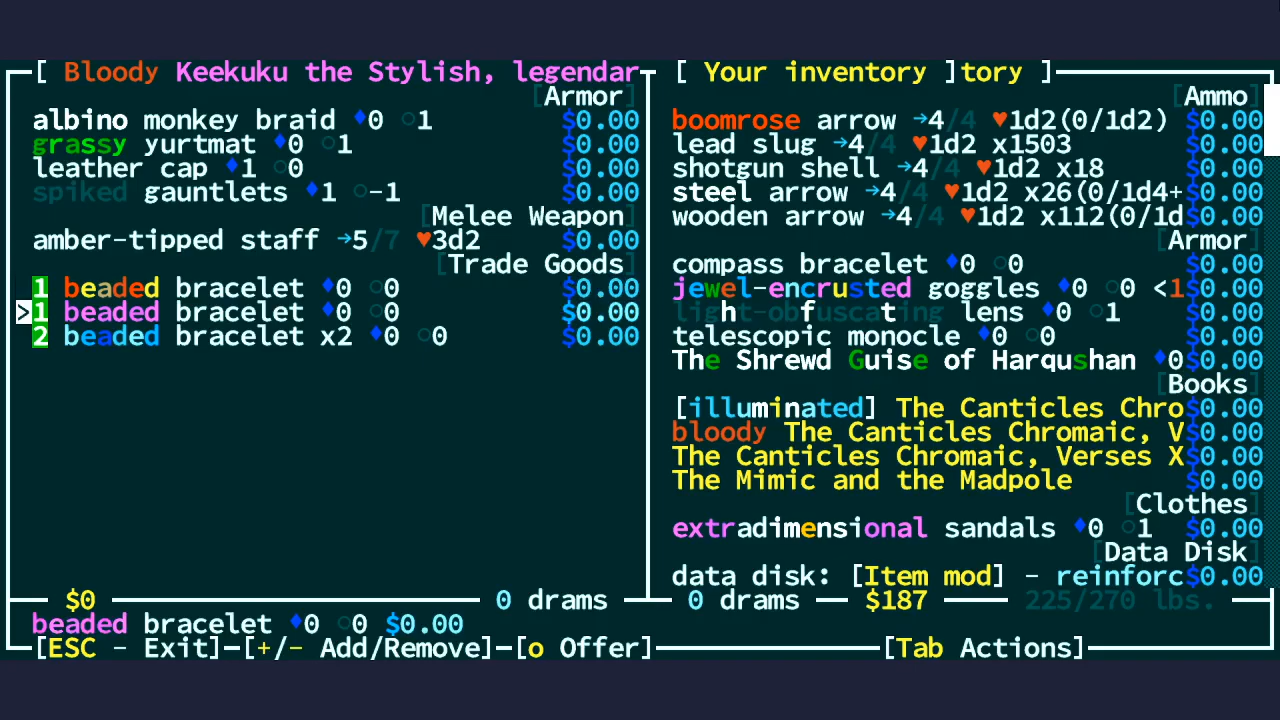 [ Bloody Keekuku the Stylish, legendar
[Armor]
albino monkey braid ♦0 ○1 $0.00
grassy yurtmat ♦0 ○1 $0.00
leather cap ♦1 ○0 $0.00
spiked gauntlets ♦1 ○-1 $0.00
[Melee Weapon]
amber-tipped staff →5/7 ♥3d2 $0.00
[Trade Goods]
1 beaded bracelet ♦0 ○0 $0.00
>1 beaded bracelet ♦0 ○0 $0.00
2 beaded bracelet x2 ♦0 ○0 $0.00
$0
0 drams
[ Your inventory ]tory ]
[Ammo]
boomrose arrow →4/4 ♥1d2(0/1d2) $0.00
lead slug →4/4 ♥1d2 x1503 $0.00
shotgun shell →4/4 ♥1d2 x18 $0.00
steel arrow →4/4 ♥1d2 x26(0/1d4+$0.00
wooden arrow →4/4 ♥1d2 x112(0/1d$0.00
[Armor]
compass bracelet ♦0 ○0 $0.00
jewel-encrusted goggles ♦0 ○0 <1$0.00
light-obfuscating lens ♦0 ○1 $0.00
telescopic monocle ♦0 ○0 $0.00
The Shrewd Guise of Harqushan ♦0$0.00
[Books]
[illuminated] The Canticles Chro$0.00
bloody The Canticles Chromaic, V$0.00
The Canticles Chromaic, Verses X$0.00
The Mimic and the Madpole $0.00
[Clothes]
extradimensional sandals ♦0 ○1 $0.00
[Data Disk]
data disk: [Item mod] - reinforc$0.00
0 drams
$187
225/270 lbs.
beaded bracelet ♦0 ○0 $0.00
[ESC - Exit]-[+/- Add/Remove]-[o Offer]
[Tab Actions]